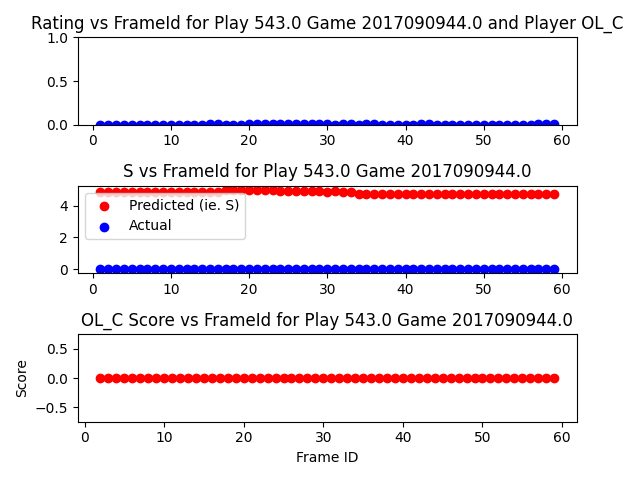 Rating vs FrameId for Play 543.0 Game 2017090944.0 and Player OL_C
1.0
0.5
0.0
0 10 20 30 40 50 60
S vs FrameId for Play 543.0 Game 2017090944.0
4
2
0
Predicted (ie. S)
Actual
0 10 20 30 40 50 60
OL_C Score vs FrameId for Play 543.0 Game 2017090944.0
Score
0.5
0.0
−0.5
0 10 20 30 40 50 60
Frame ID